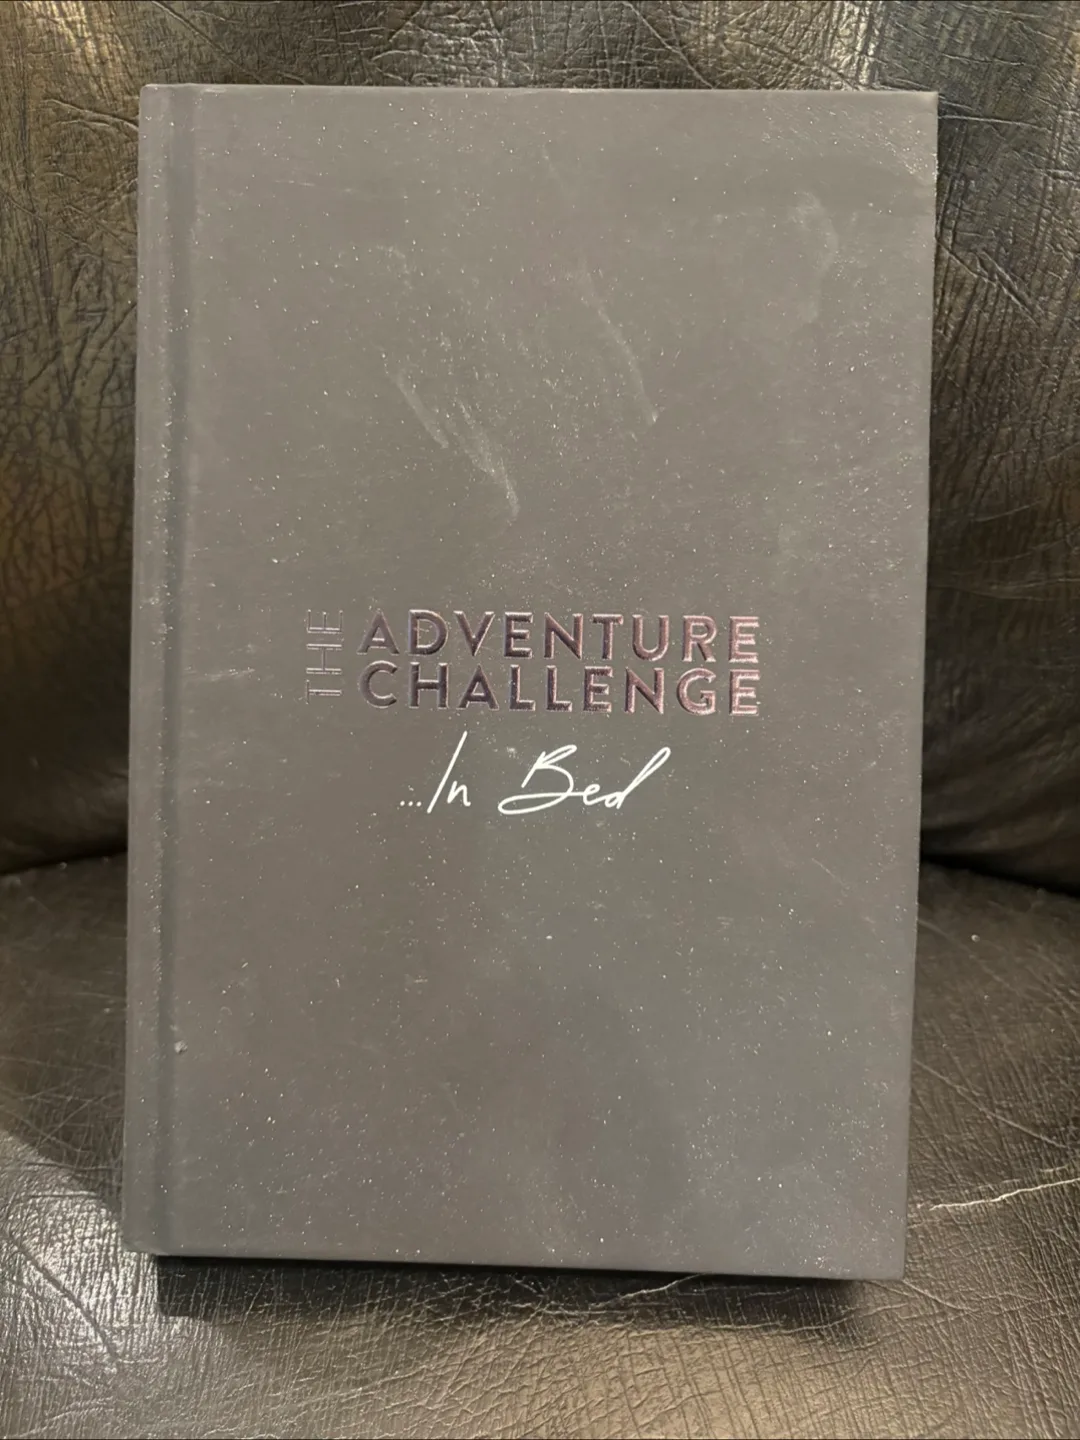 THE
ADVENTURE
CHALLENGE
...In Bed